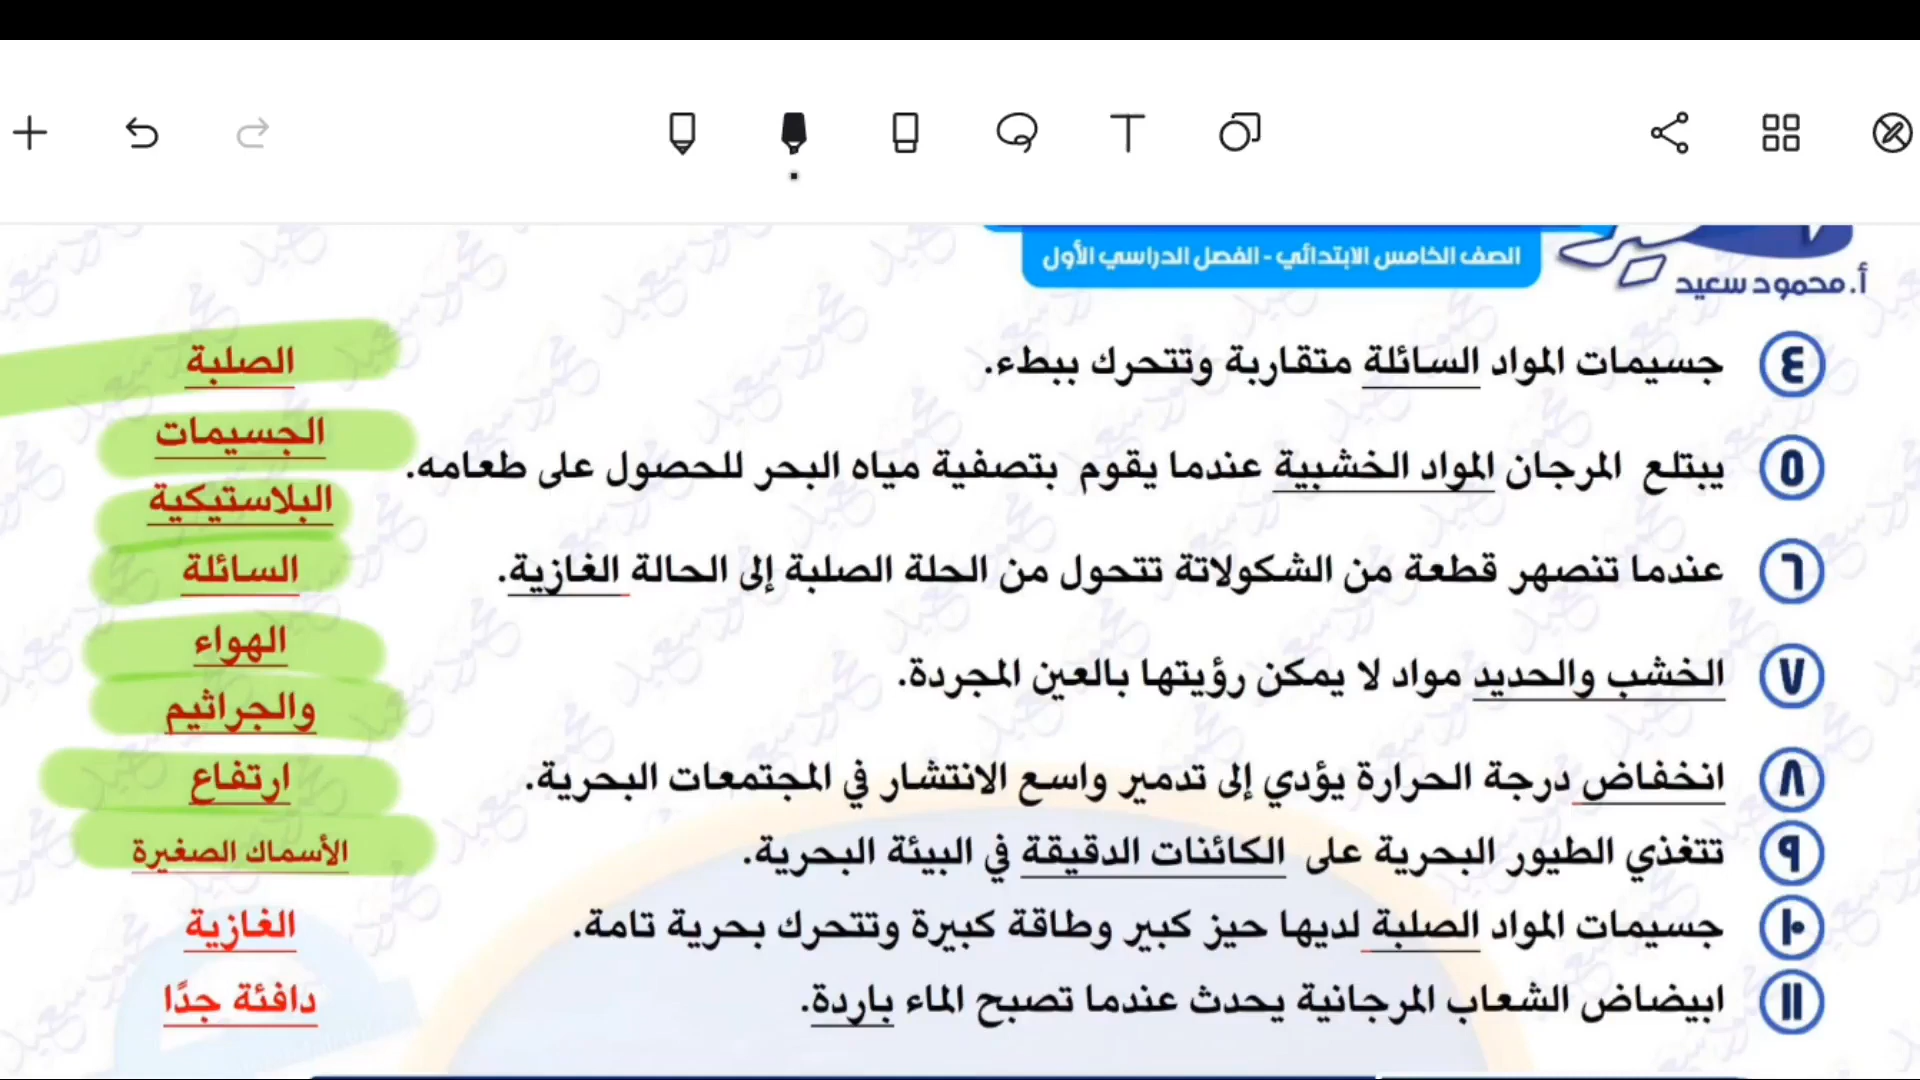 الصف الخامس الابتدائي - الفصل الدراسي الأول
أ. محمود سعيد
٤ جسيمات المواد السائلة متقاربة وتتحرك ببطء. الصلبة
الجسيمات
٥ يبتلع المرجان المواد الخشبية عندما يقوم بتصفية مياه البحر للحصول على طعامه.
البلاستيكية
٦ عندما تنصهر قطعة من الشكولاتة تتحول من الحلة الصلبة إلى الحالة الغازية. السائلة
الهواء
٧ الخشب والحديد مواد لا يمكن رؤيتها بالعين المجردة.
والجراثيم
٨ انخفاض درجة الحرارة يؤدي إلى تدمير واسع الانتشار في المجتمعات البحرية. ارتفاع
٩ تتغذي الطيور البحرية على الكائنات الدقيقة في البيئة البحرية. الأسماك الصغيرة
١٠ جسيمات المواد الصلبة لديها حيز كبير وطاقة كبيرة وتتحرك بحرية تامة. الغازية
١١ ابيضاض الشعاب المرجانية يحدث عندما تصبح الماء باردة. دافئة جدًا